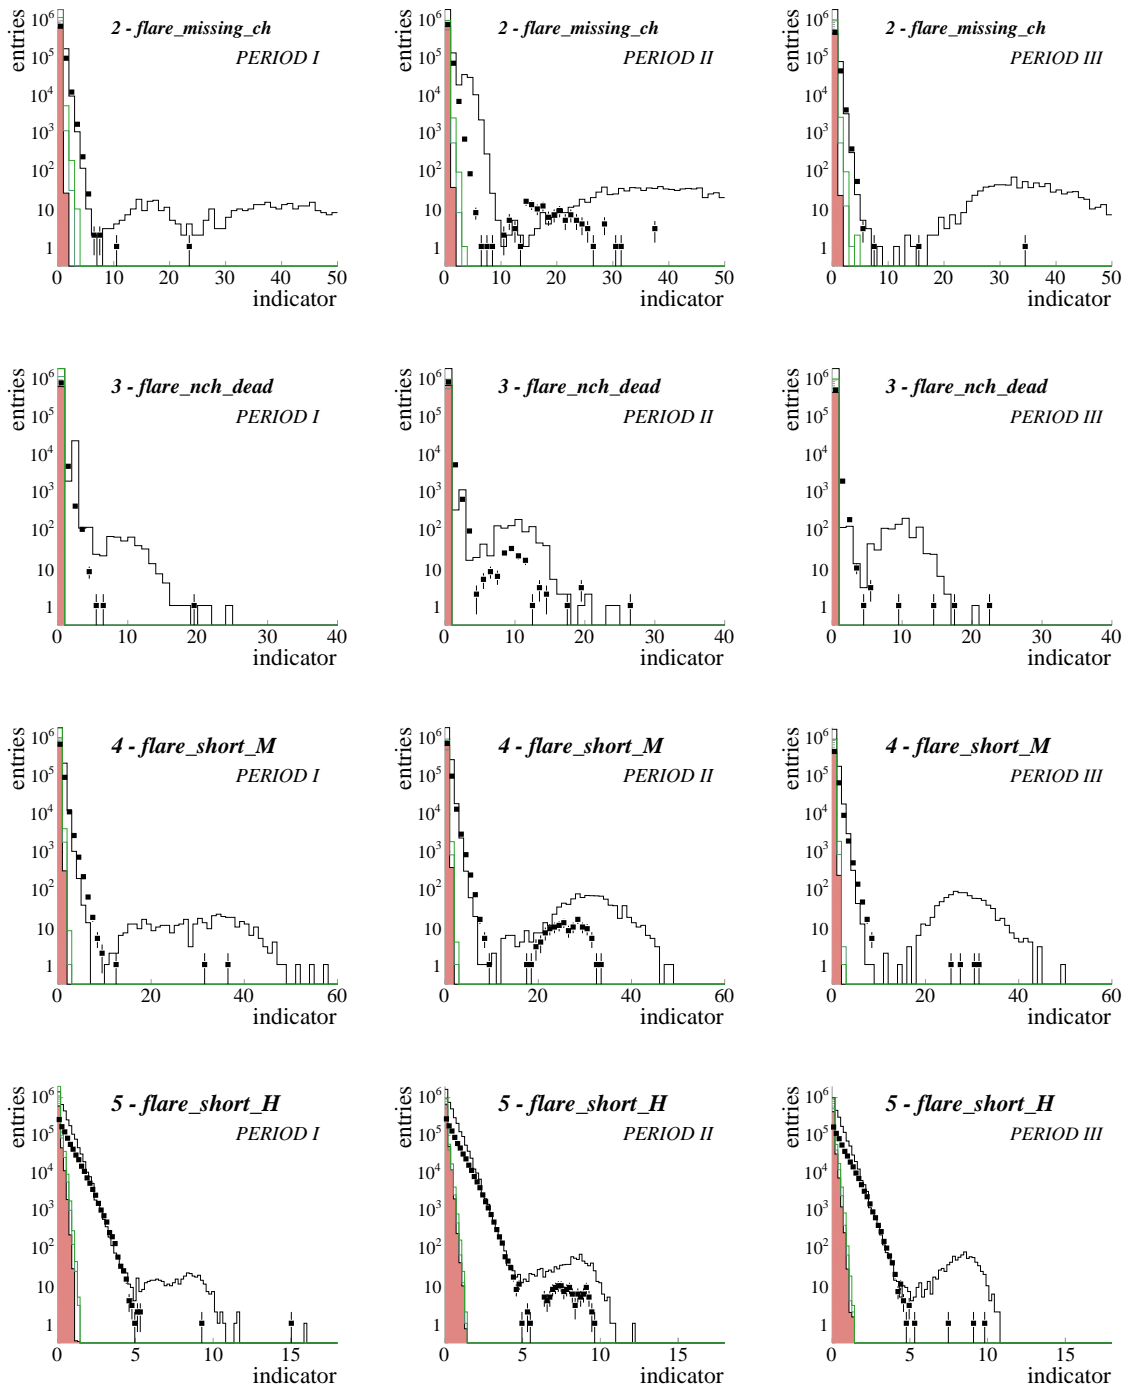 entries
10^6
10^5
10^4
10^3
10^2
10
1
2 - flare_missing_ch
PERIOD I
0 10 20 30 40 50
indicator
entries
10^6
10^5
10^4
10^3
10^2
10
1
2 - flare_missing_ch
PERIOD II
0 10 20 30 40 50
indicator
entries
10^6
10^5
10^4
10^3
10^2
10
1
2 - flare_missing_ch
PERIOD III
0 10 20 30 40 50
indicator
entries
10^6
10^5
10^4
10^3
10^2
10
1
3 - flare_nch_dead
PERIOD I
0 10 20 30 40
indicator
entries
10^6
10^5
10^4
10^3
10^2
10
1
3 - flare_nch_dead
PERIOD II
0 10 20 30 40
indicator
entries
10^6
10^5
10^4
10^3
10^2
10
1
3 - flare_nch_dead
PERIOD III
0 10 20 30 40
indicator
entries
10^6
10^5
10^4
10^3
10^2
10
1
4 - flare_short_M
PERIOD I
0 20 40 60
indicator
entries
10^6
10^5
10^4
10^3
10^2
10
1
4 - flare_short_M
PERIOD II
0 20 40 60
indicator
entries
10^6
10^5
10^4
10^3
10^2
10
1
4 - flare_short_M
PERIOD III
0 20 40 60
indicator
entries
10^6
10^5
10^4
10^3
10^2
10
1
5 - flare_short_H
PERIOD I
0 5 10 15
indicator
entries
10^6
10^5
10^4
10^3
10^2
10
1
5 - flare_short_H
PERIOD II
0 5 10 15
indicator
entries
10^6
10^5
10^4
10^3
10^2
10
1
5 - flare_short_H
PERIOD III
0 5 10 15
indicator